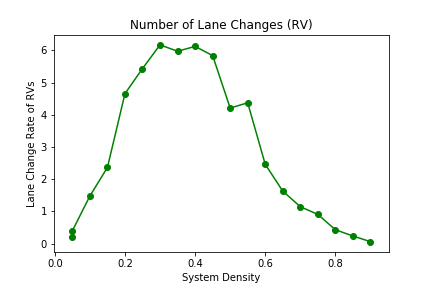 Number of Lane Changes (RV)
6
5
4
3
2
1
0
Lane Change Rate of RVs
0.0 0.2 0.4 0.6 0.8
System Density